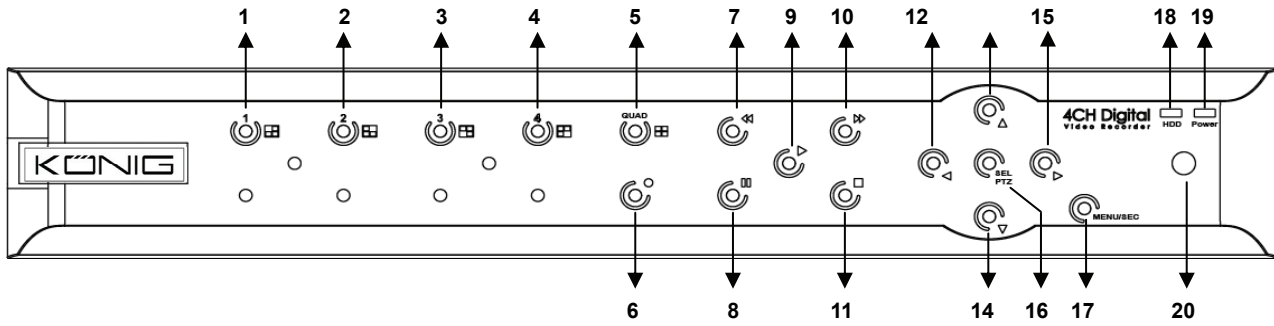 1 2 3 4 5 7 9 10 12 15 18 19
1 2 3 4 QUAD
4CH Digital
Video Recorder
HDD Power
KÖNIG
SEL
PTZ
MENU/SEC
6 8 11 14 16 17 20